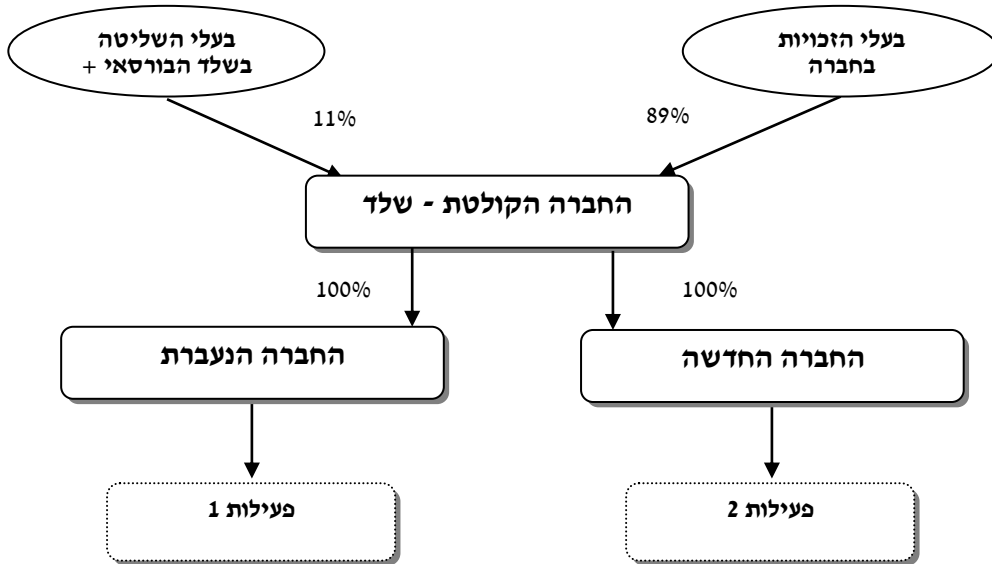 בעלי הזכויות
בחברה
בעלי השליטה
בשלד הבורסאי +
89%
11%
החברה הקולטת - שלד
100%
100%
החברה החדשה
החברה הנעברת
פעילות 2
פעילות 1